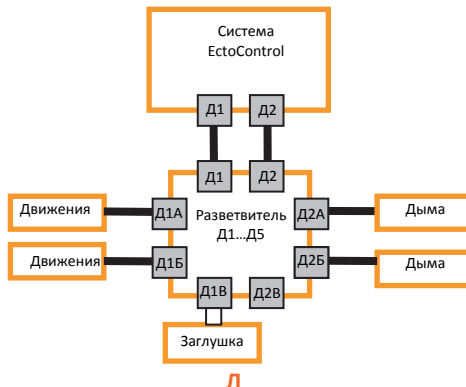 Система
EctoControl
Д1 Д2
Д1 Д2
Движения Д1А Разветвитель Д2А Дыма
Д1...Д5
Движения Д1Б Д2Б Дыма
Д1В Д2В
Заглушка
Л